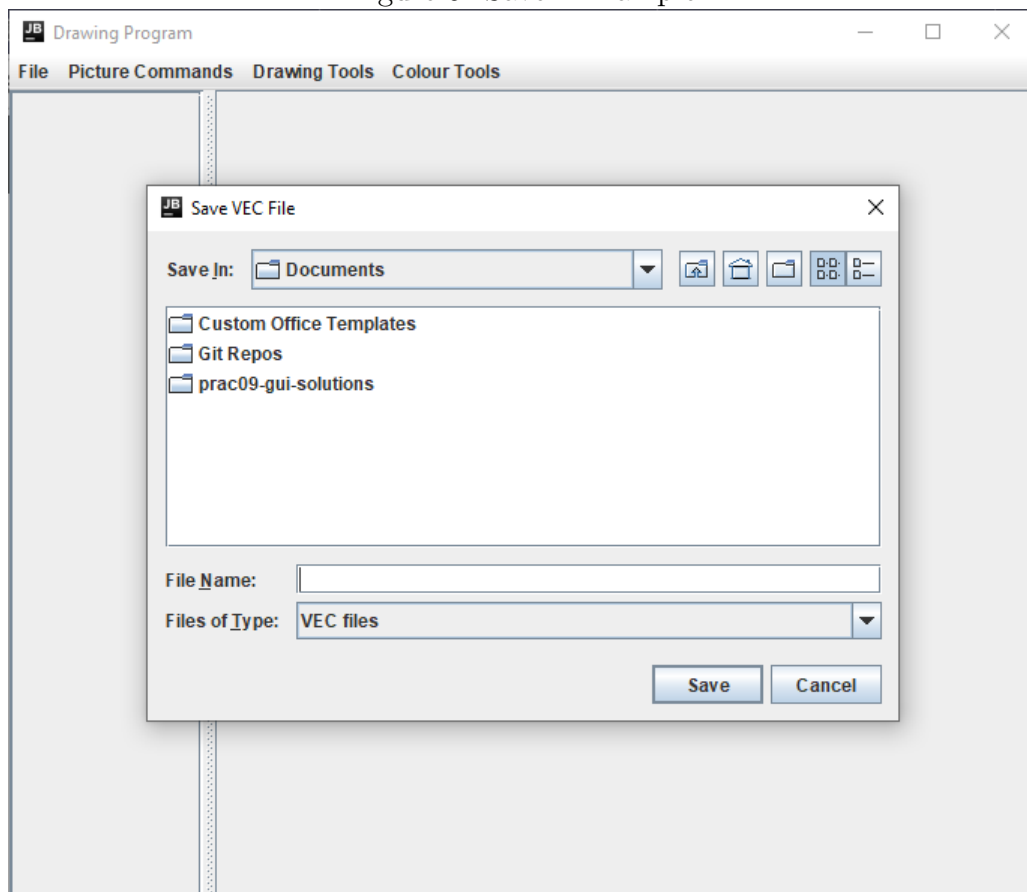 JB Drawing Program
File Picture Commands Drawing Tools Colour Tools
JB Save VEC File
Save In: Documents
Custom Office Templates
Git Repos
prac09-gui-solutions
File Name:
Files of Type: VEC files
Save Cancel